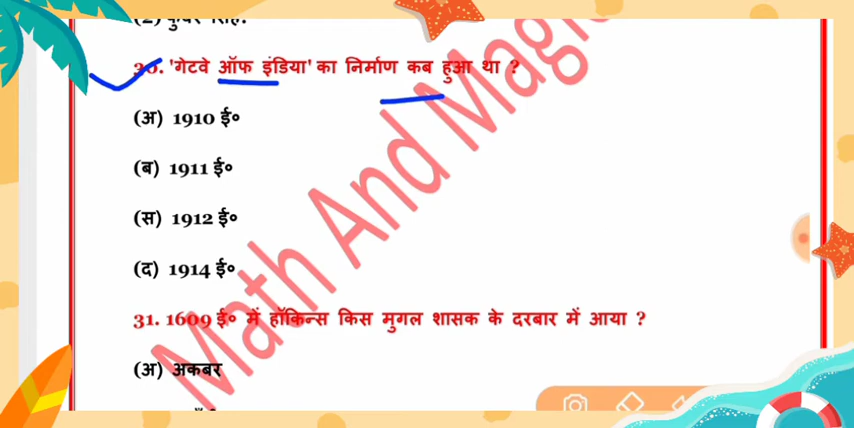 30. 'गेटवे ऑफ इंडिया' का निर्माण कब हुआ था ?
(अ) 1910 ई०
(ब) 1911 ई०
(स) 1912 ई०
(द) 1914 ई०
31. 1609 ई० में हॉकिन्स किस मुगल शासक के दरबार में आया ?
(अ) अकबर
Math And Magic